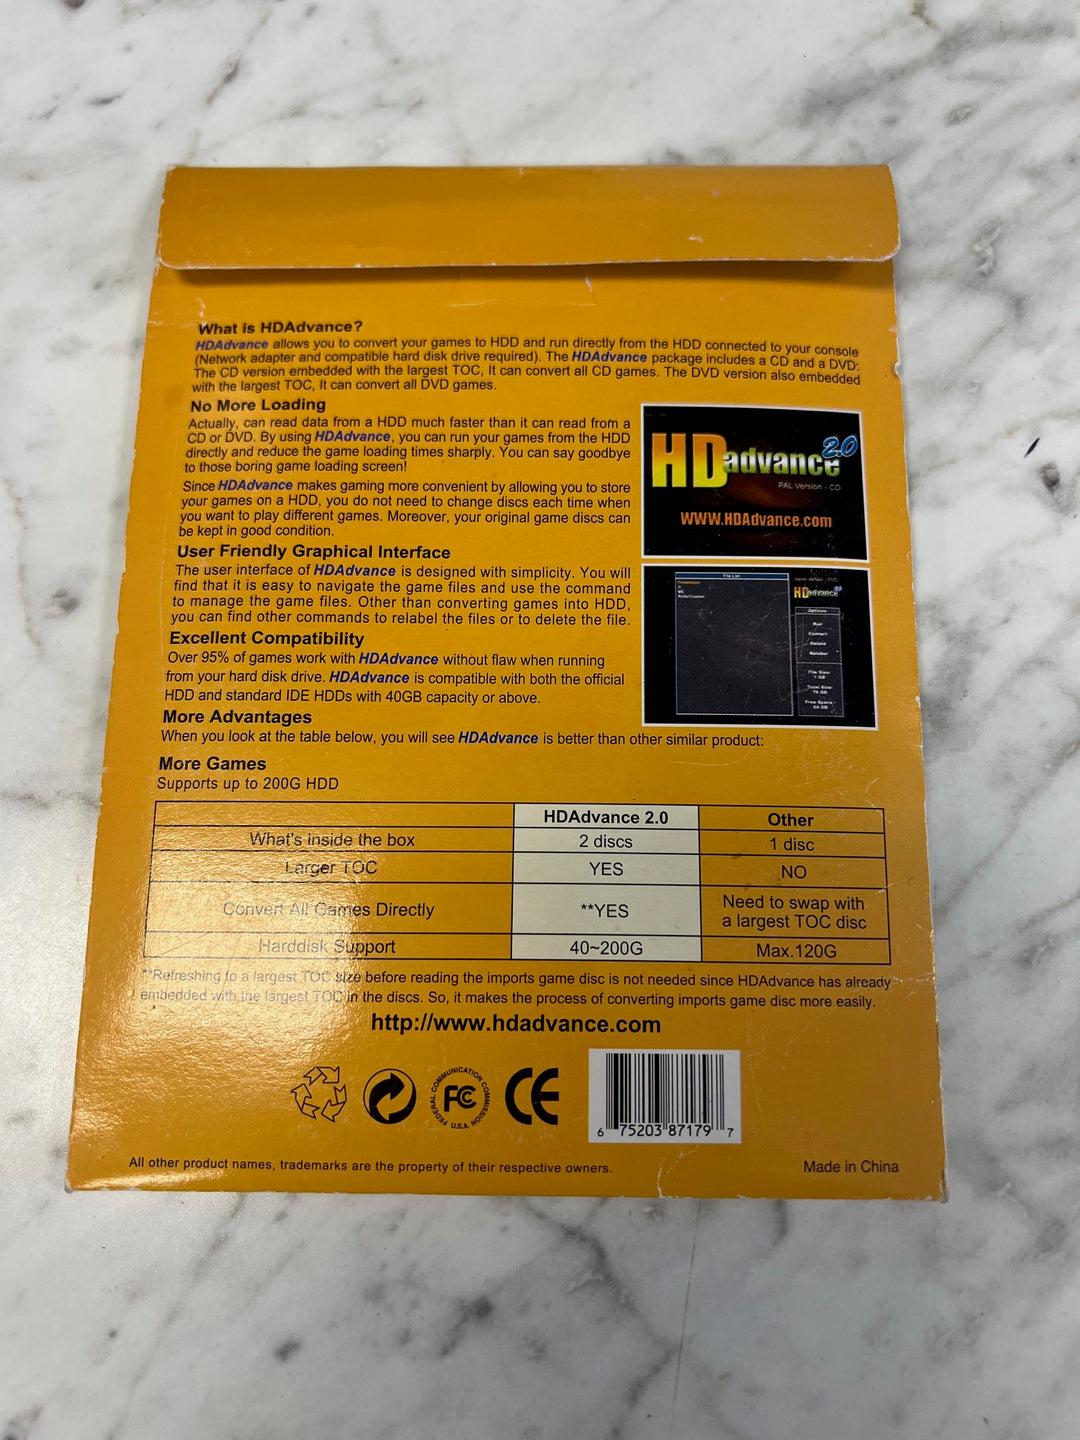 What is HDAdvance?
HDAdvance allows you to convert your games to HDD and run directly from the HDD connected to your console
(Network adapter and compatible hard disk drive required). The HDAdvance package includes a CD and a DVD:
The CD version embedded with the largest TOC, It can convert all CD games. The DVD version also embedded
with the largest TOC, It can convert all DVD games.
No More Loading
Actually, can read data from a HDD much faster than it can read from a
CD or DVD. By using HDAdvance, you can run your games from the HDD
directly and reduce the game loading times sharply. You can say goodbye
to those boring game loading screen!
Since HDAdvance makes gaming more convenient by allowing you to store
your games on a HDD, you do not need to change discs each time when
you want to play different games. Moreover, your original game discs can
be kept in good condition.
HDadvance 2.0
PAL Version - CD
WWW.HDAdvance.com
User Friendly Graphical Interface
The user interface of HDAdvance is designed with simplicity. You will
find that it is easy to navigate the game files and use the command
to manage the game files. Other than converting games into HDD,
you can find other commands to relabel the files or to delete the file.
Excellent Compatibility
Over 95% of games work with HDAdvance without flaw when running
from your hard disk drive. HDAdvance is compatible with both the official
HDD and standard IDE HDDs with 40GB capacity or above.
File List
HDadvance
Options
Run
Convert
Delete
Relabel
File Size:
1 GB
Total Size:
Free Space
More Advantages
When you look at the table below, you will see HDAdvance is better than other similar product:
More Games
Supports up to 200G HDD
HDAdvance 2.0 Other
What's inside the box 2 discs 1 disc
Larger TOC YES NO
Convert All Games Directly **YES Need to swap with
a largest TOC disc
Harddisk Support 40~200G Max.120G
**Refreshing to a largest TOC size before reading the imports game disc is not needed since HDAdvance has already
embedded with the largest TOC in the discs. So, it makes the process of converting imports game disc more easily.
http://www.hdadvance.com
FEDERAL COMMUNICATION COMMISSION
FC
U.S.A.
CE
6 75203 87179 7
All other product names, trademarks are the property of their respective owners.
Made in China